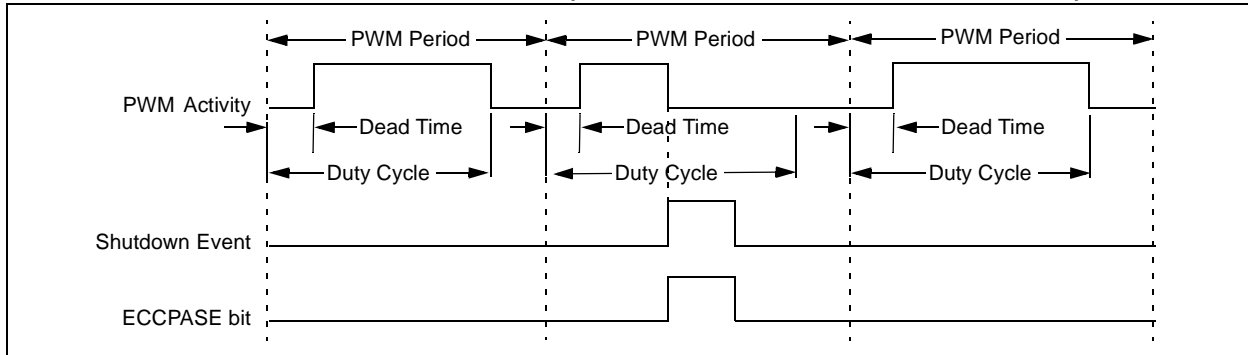 PWM Period PWM Period PWM Period
PWM Activity
Dead Time Dead Time Dead Time
Duty Cycle Duty Cycle Duty Cycle
Shutdown Event
ECCPASE bit